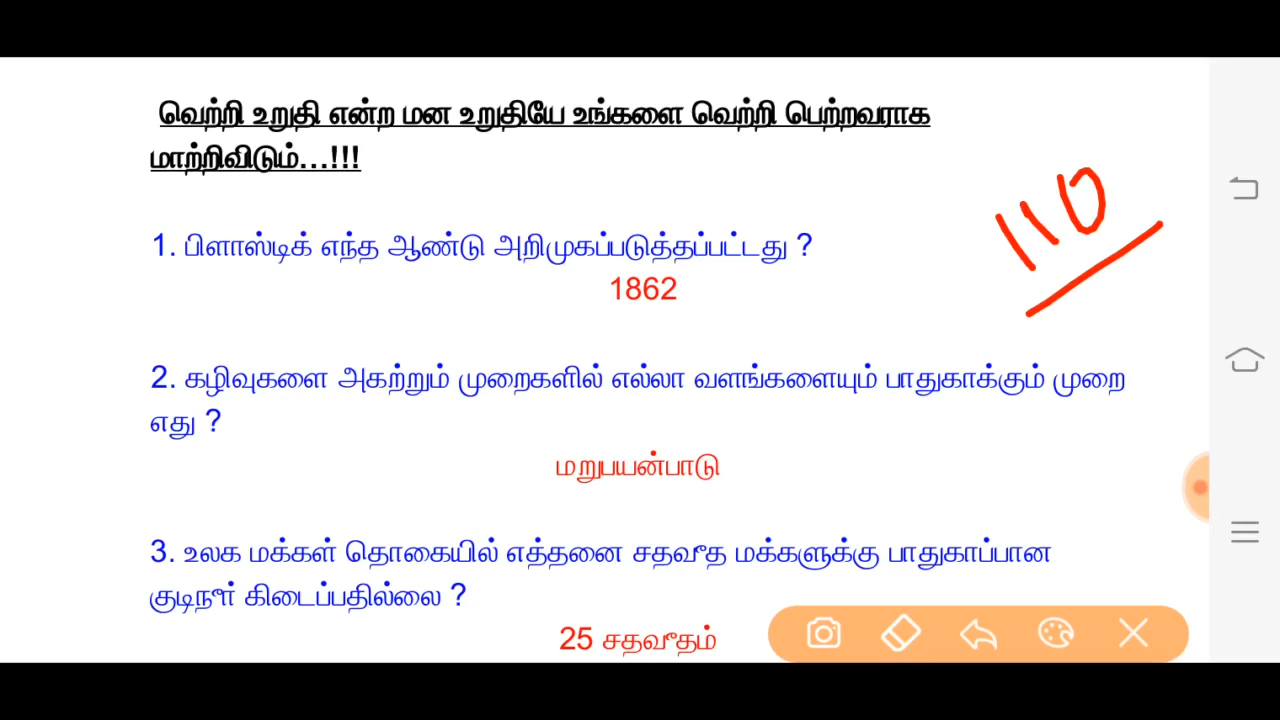 வெற்றி உறுதி என்ற மன உறுதியே உங்களை வெற்றி பெற்றவராக
மாற்றிவிடும்...!!!
110
1. பிளாஸ்டிக் எந்த ஆண்டு அறிமுகப்படுத்தப்பட்டது ?
1862
2. கழிவுகளை அகற்றும் முறைகளில் எல்லா வளங்களையும் பாதுகாக்கும் முறை
எது ?
மறுபயன்பாடு
3. உலக மக்கள் தொகையில் எத்தனை சதவீத மக்களுக்கு பாதுகாப்பான
குடிநீர் கிடைப்பதில்லை ?
25 சதவீதம்